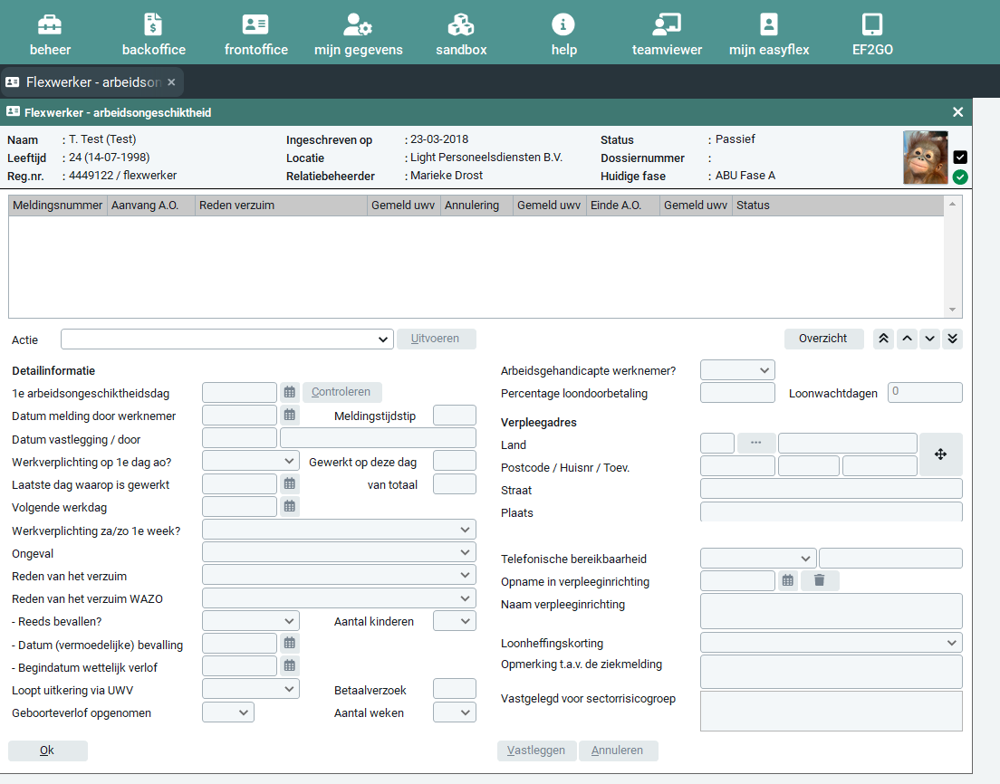 beheer backoffice frontoffice mijn gegevens sandbox help teamviewer mijn easyflex EF2GO
Flexwerker - arbeidson
Flexwerker - arbeidsongeschiktheid
Naam : T. Test (Test) Ingeschreven op : 23-03-2018 Status : Passief
Leeftijd : 24 (14-07-1998) Locatie : Light Personeelsdiensten B.V. Dossiernummer :
Reg.nr. : 4449122 / flexwerker Relatiebeheerder : Marieke Drost Huidige fase : ABU Fase A
Meldingsnummer Aanvang A.O. Reden verzuim Gemeld uwv Annulering Gemeld uwv Einde A.O. Gemeld uwv Status
Actie Uitvoeren Overzicht
Detailinformatie Arbeidsgehandicapte werknemer?
1e arbeidsongeschiktheidsdag Controleren Percentage loondoorbetaling Loonwachtdagen 0
Datum melding door werknemer Meldingstijdstip Verpleegadres
Datum vastlegging / door Land ...
Werkverplichting op 1e dag ao? Gewerkt op deze dag Postcode / Huisnr / Toev.
Laatste dag waarop is gewerkt van totaal Straat
Volgende werkdag Plaats
Werkverplichting za/zo 1e week?
Ongeval Telefonische bereikbaarheid
Reden van het verzuim Opname in verpleeginrichting
Reden van het verzuim WAZO Naam verpleeginrichting
- Reeds bevallen? Aantal kinderen
- Datum (vermoedelijke) bevalling Loonheffingskorting
- Begindatum wettelijk verlof Opmerking t.a.v. de ziekmelding
Loopt uitkering via UWV Betaalverzoek Vastgelegd voor sectorrisicogroep
Geboorteverlof opgenomen Aantal weken
Ok Vastleggen Annuleren